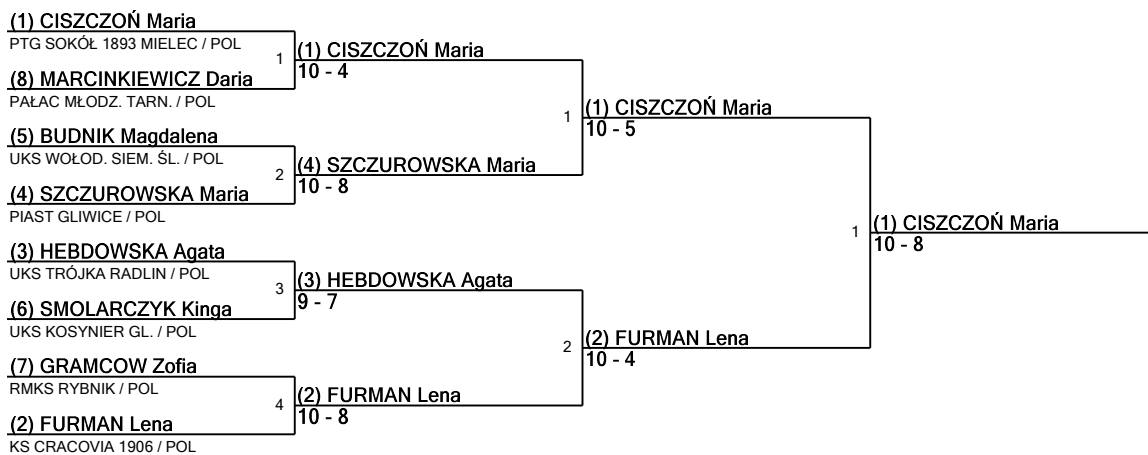 (1) CISZCZOŃ Maria
PTG SOKÓŁ 1893 MIELEC / POL
1
(8) MARCINKIEWICZ Daria
PAŁAC MŁODZ. TARN. / POL
(5) BUDNIK Magdalena
UKS WOŁOD. SIEM. ŚL. / POL
2
(4) SZCZUROWSKA Maria
PIAST GLIWICE / POL
(3) HEBDOWSKA Agata
UKS TRÓJKA RADLIN / POL
3
(6) SMOLARCZYK Kinga
UKS KOSYNIER GL. / POL
(7) GRAMCOW Zofia
RMKS RYBNIK / POL
4
(2) FURMAN Lena
KS CRACOVIA 1906 / POL
(1) CISZCZOŃ Maria
10 - 4
1
(4) SZCZUROWSKA Maria
10 - 8
(3) HEBDOWSKA Agata
9 - 7
2
(2) FURMAN Lena
10 - 8
(1) CISZCZOŃ Maria
10 - 5
1
(2) FURMAN Lena
10 - 4
(1) CISZCZOŃ Maria
10 - 8